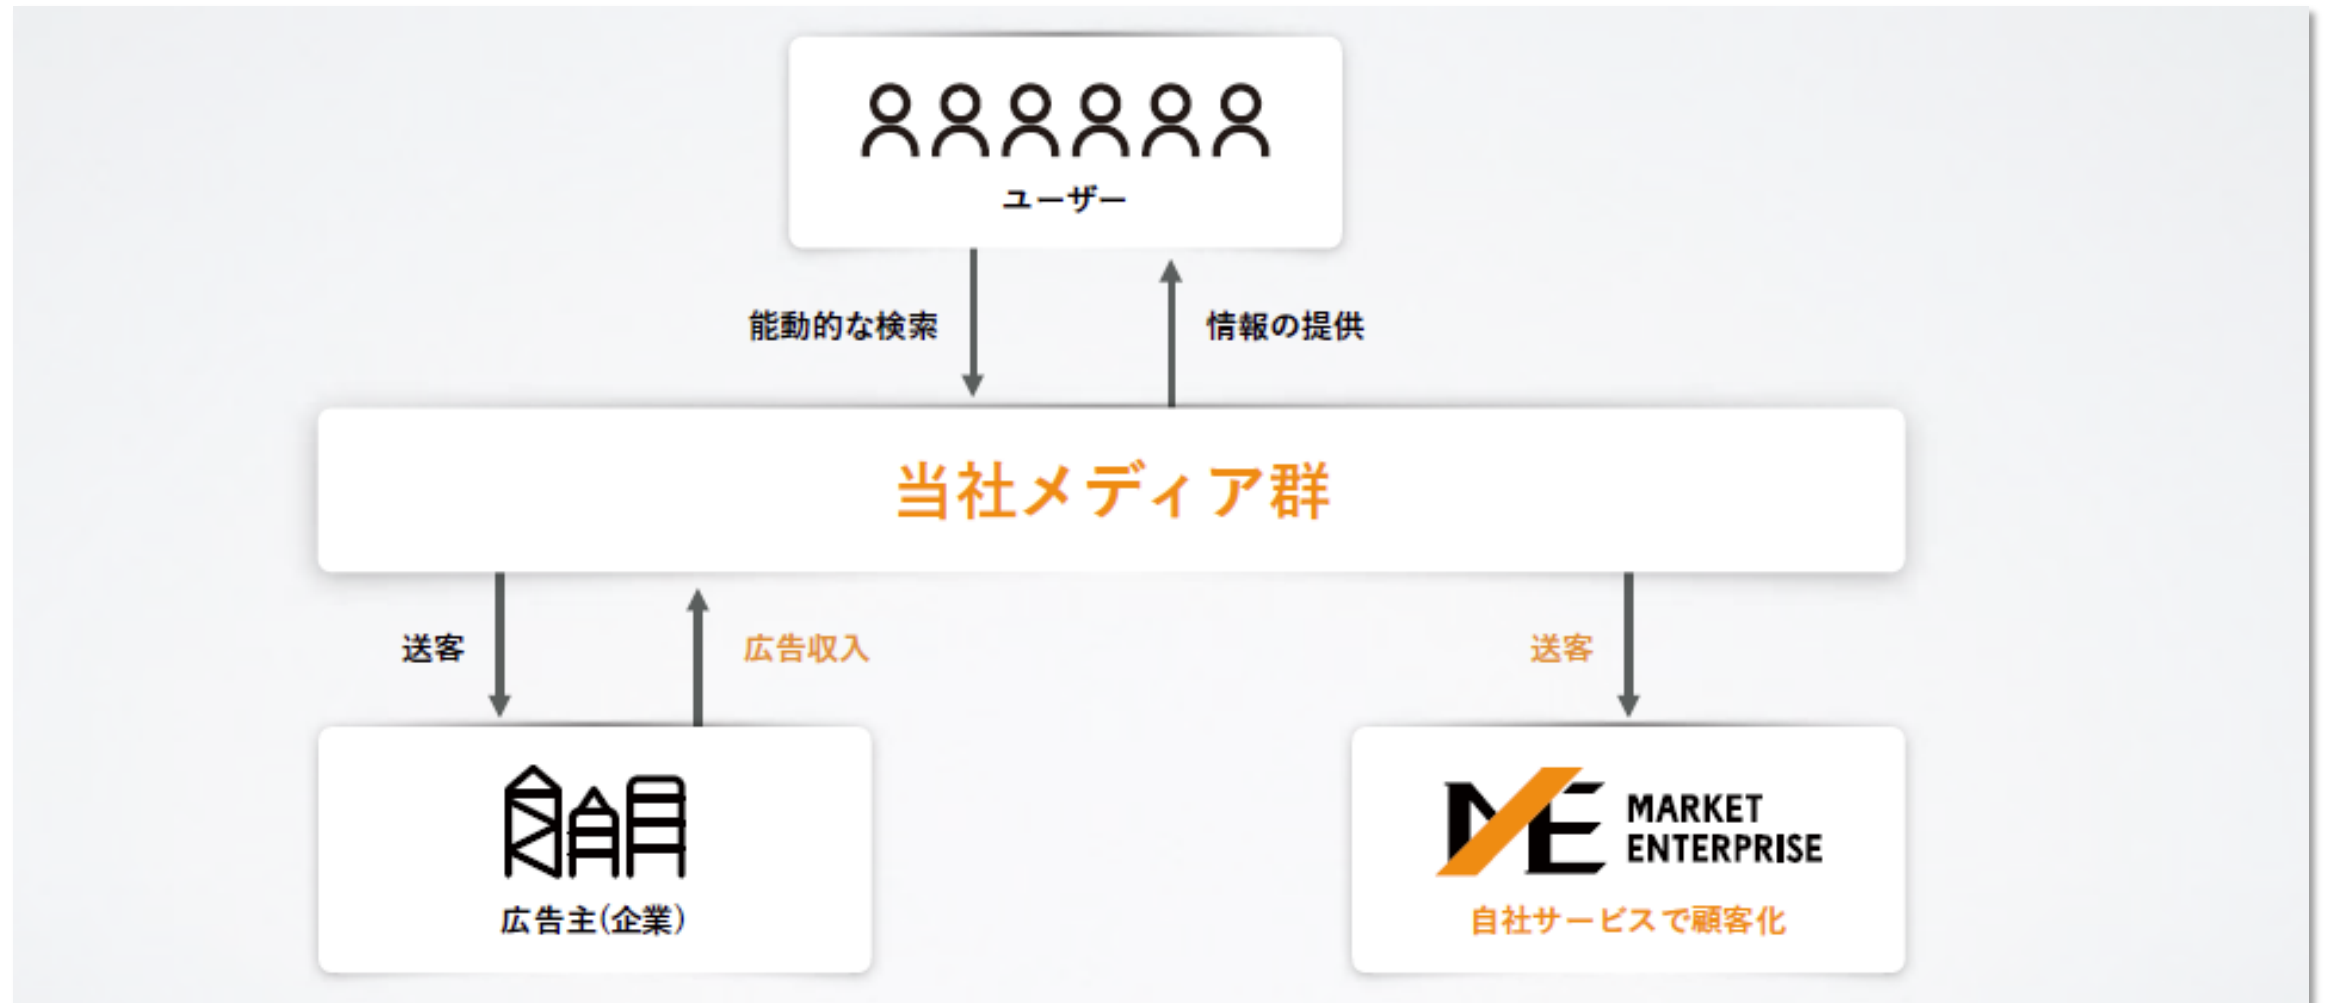 ユーザー
能動的な検索
情報の提供
当社メディア群
送客
広告収入
送客
広告主(企業)
ME MARKET
ENTERPRISE
自社サービスで顧客化